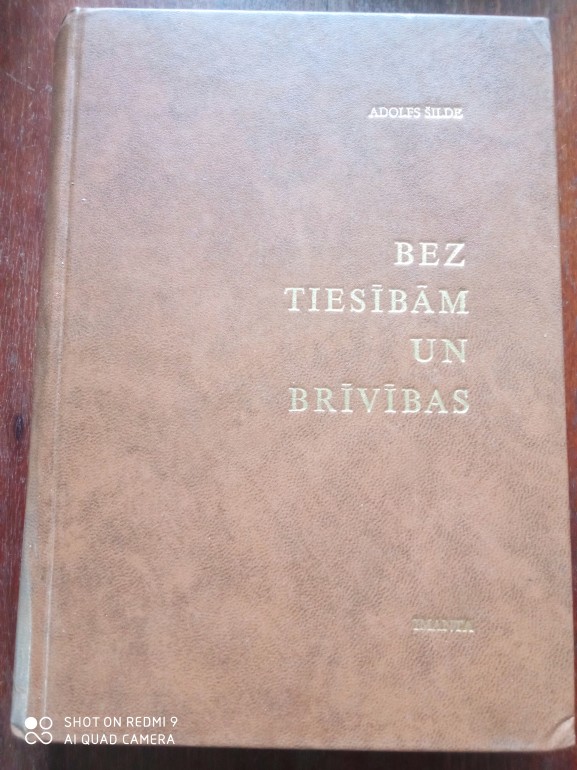 ADOLFS ŠILDE
BEZ
TIESĪBĀM
UN
BRĪVĪBAS
IMANTA
SHOT ON REDMI 9
AI QUAD CAMERA